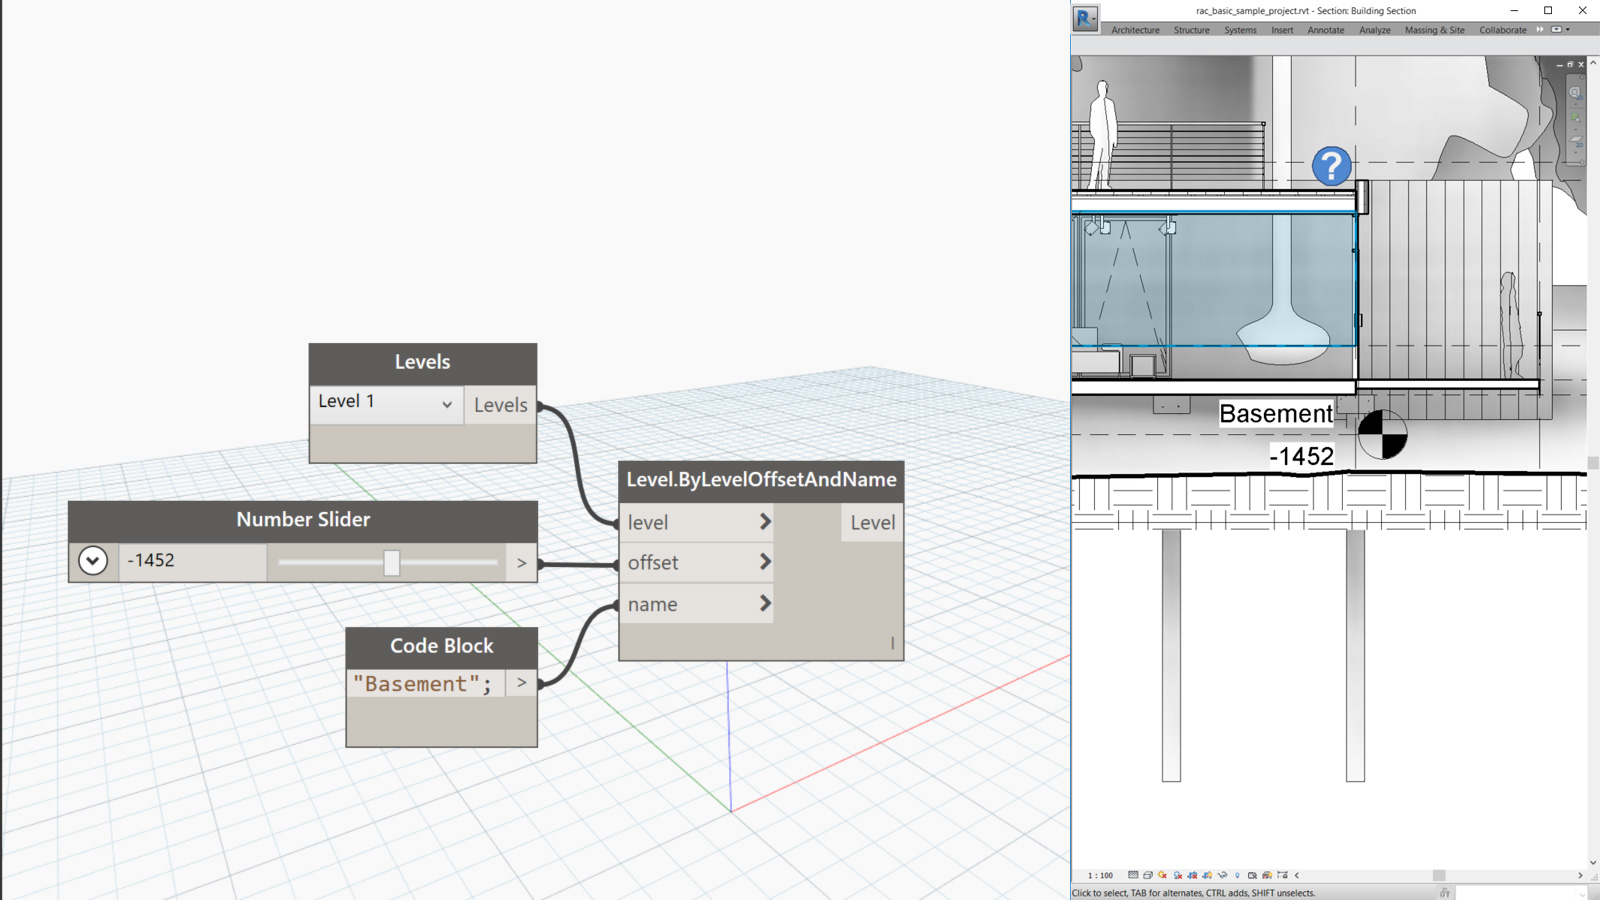 Levels
Level 1
Levels
Number Slider
-1452
>
Code Block
"Basement";
>
Level.ByLevelOffsetAndName
level
Level
offset
name
l
rac_basic_sample_project.rvt - Section: Building Section
R
Architecture Structure Systems Insert Annotate Analyze Massing & Site Collaborate
?
Basement
-1452
1 : 100
Click to select, TAB for alternates, CTRL adds, SHIFT unselects.